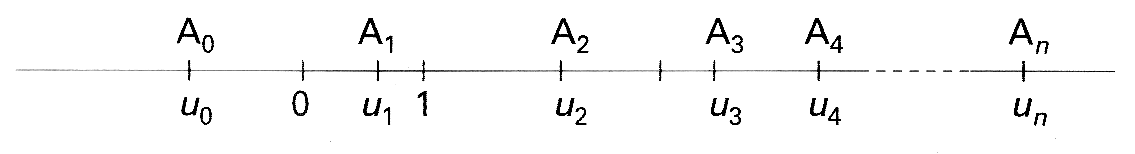 A₀ A₁ A₂ A₃ A₄ Aₙ
u₀ 0 u₁ 1 u₂ u₃ u₄ uₙ